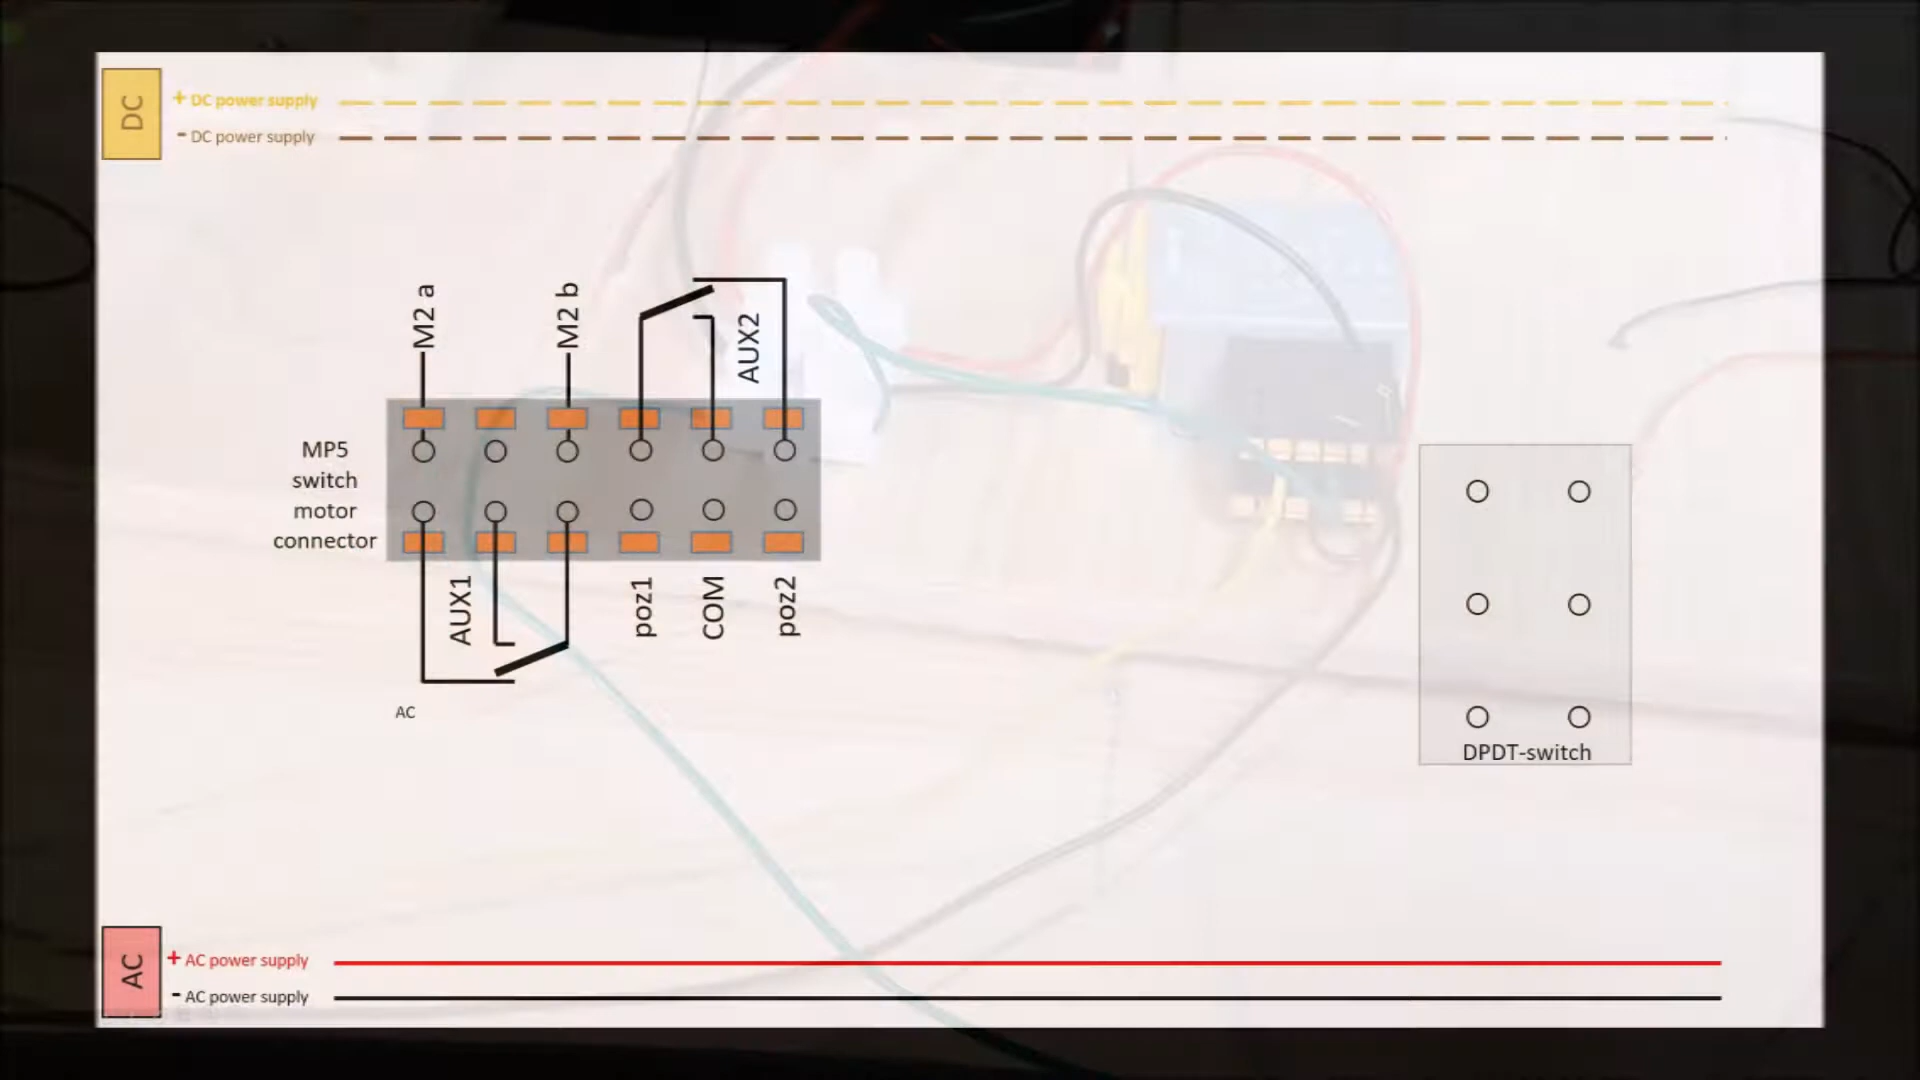 DC
+ DC power supply
- DC power supply
M2 a
M2 b
AUX2
MP5
switch
motor
connector
AUX1
poz1
COM
poz2
AC
DPDT-switch
AC
+ AC power supply
- AC power supply